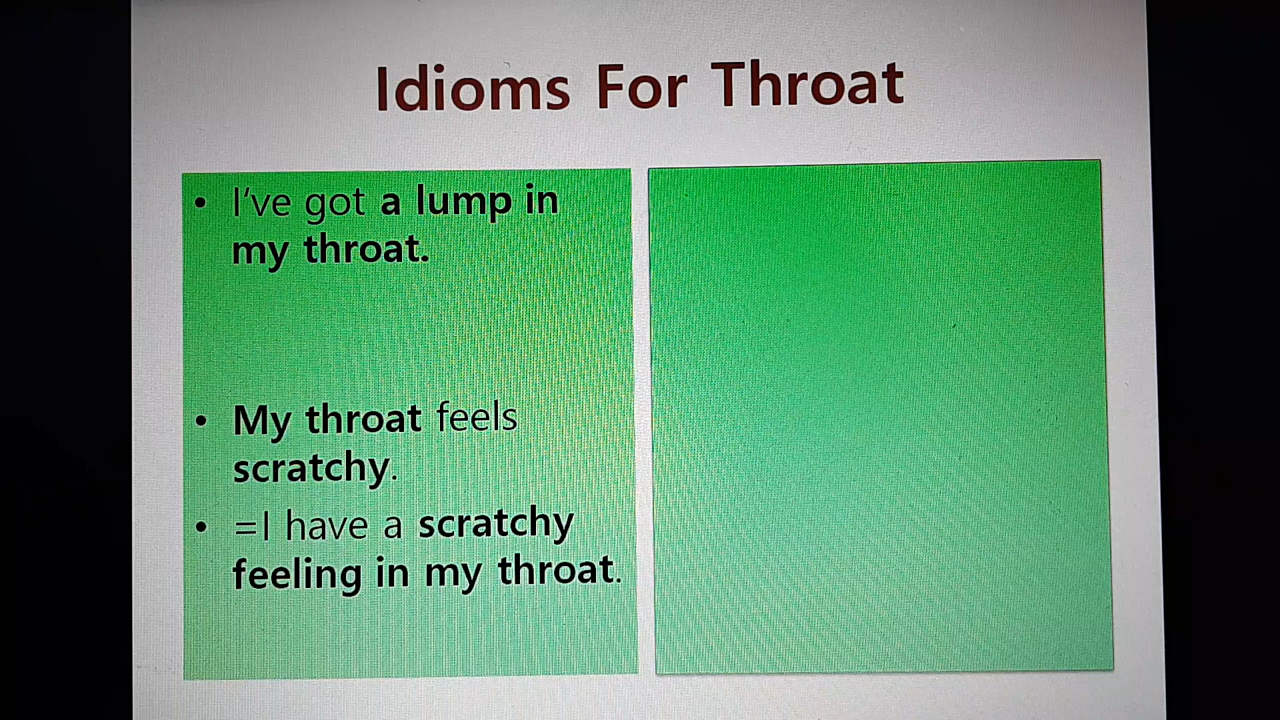 Idioms For Throat
• I've got a lump in
my throat.
• My throat feels
scratchy.
• =I have a scratchy
feeling in my throat.